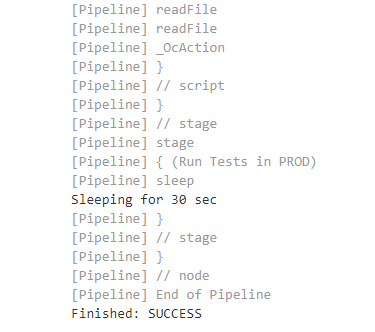 [Pipeline] readFile
[Pipeline] readFile
[Pipeline] _OcAction
[Pipeline] }
[Pipeline] // script
[Pipeline] }
[Pipeline] // stage
[Pipeline] stage
[Pipeline] { (Run Tests in PROD)
[Pipeline] sleep
Sleeping for 30 sec
[Pipeline] }
[Pipeline] // stage
[Pipeline] }
[Pipeline] // node
[Pipeline] End of Pipeline
Finished: SUCCESS